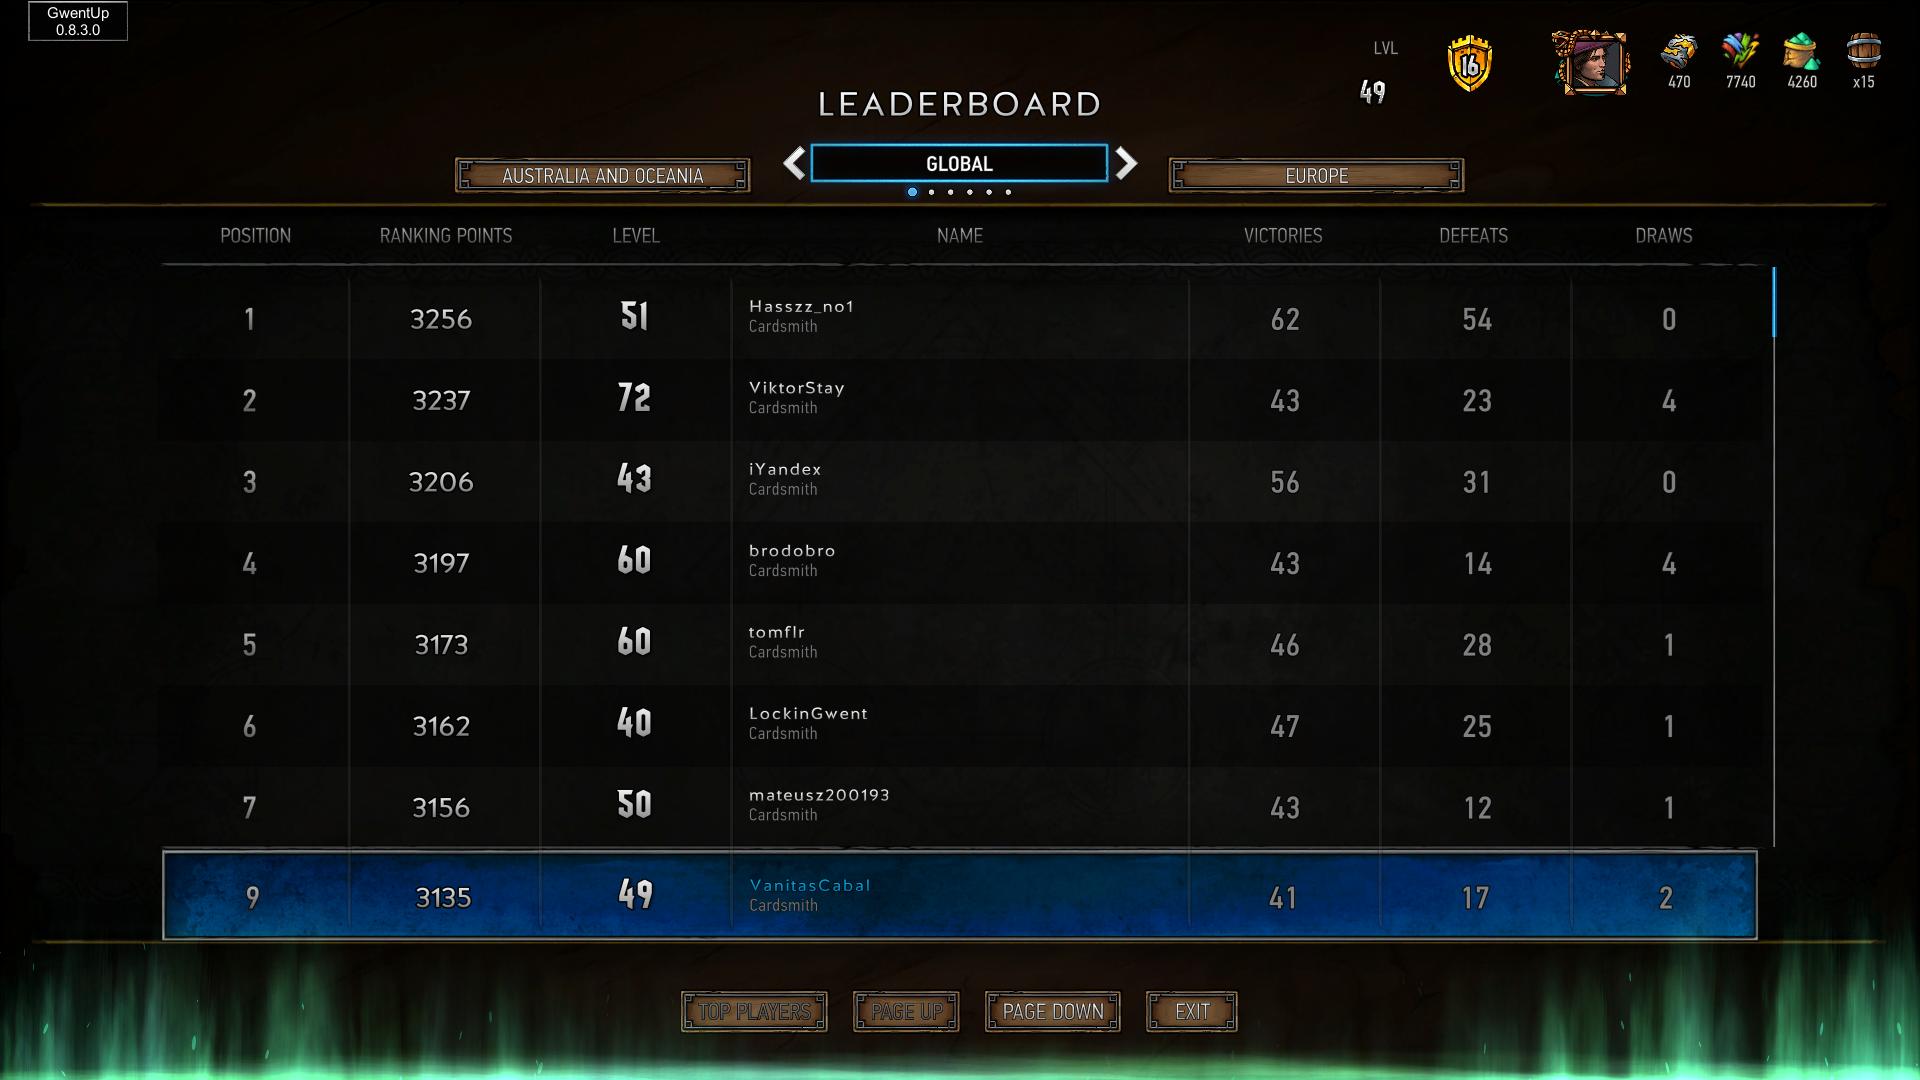 GwentUp
0.8.3.0
LVL
49
16
470
7740
4260
x15
LEADERBOARD
AUSTRALIA AND OCEANIA
GLOBAL
EUROPE
POSITION RANKING POINTS LEVEL NAME VICTORIES DEFEATS DRAWS
1 3256 51 Hasszz_no1 62 54 0
Cardsmith
2 3237 72 ViktorStay 43 23 4
Cardsmith
3 3206 43 iYandex 56 31 0
Cardsmith
4 3197 60 brodobro 43 14 4
Cardsmith
5 3173 60 tomflr 46 28 1
Cardsmith
6 3162 40 LockinGwent 47 25 1
Cardsmith
7 3156 50 mateusz200193 43 12 1
Cardsmith
9 3135 49 VanitasCabal 41 17 2
Cardsmith
TOP PLAYERS PAGE UP PAGE DOWN EXIT